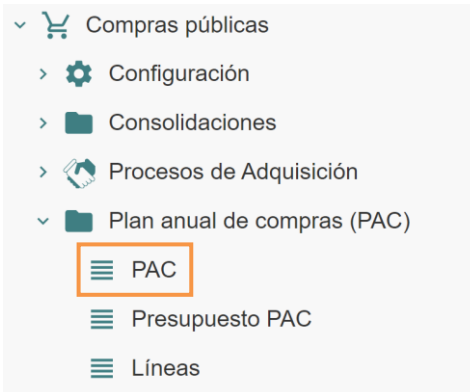 Compras públicas
Configuración
Consolidaciones
Procesos de Adquisición
Plan anual de compras (PAC)
PAC
Presupuesto PAC
Líneas